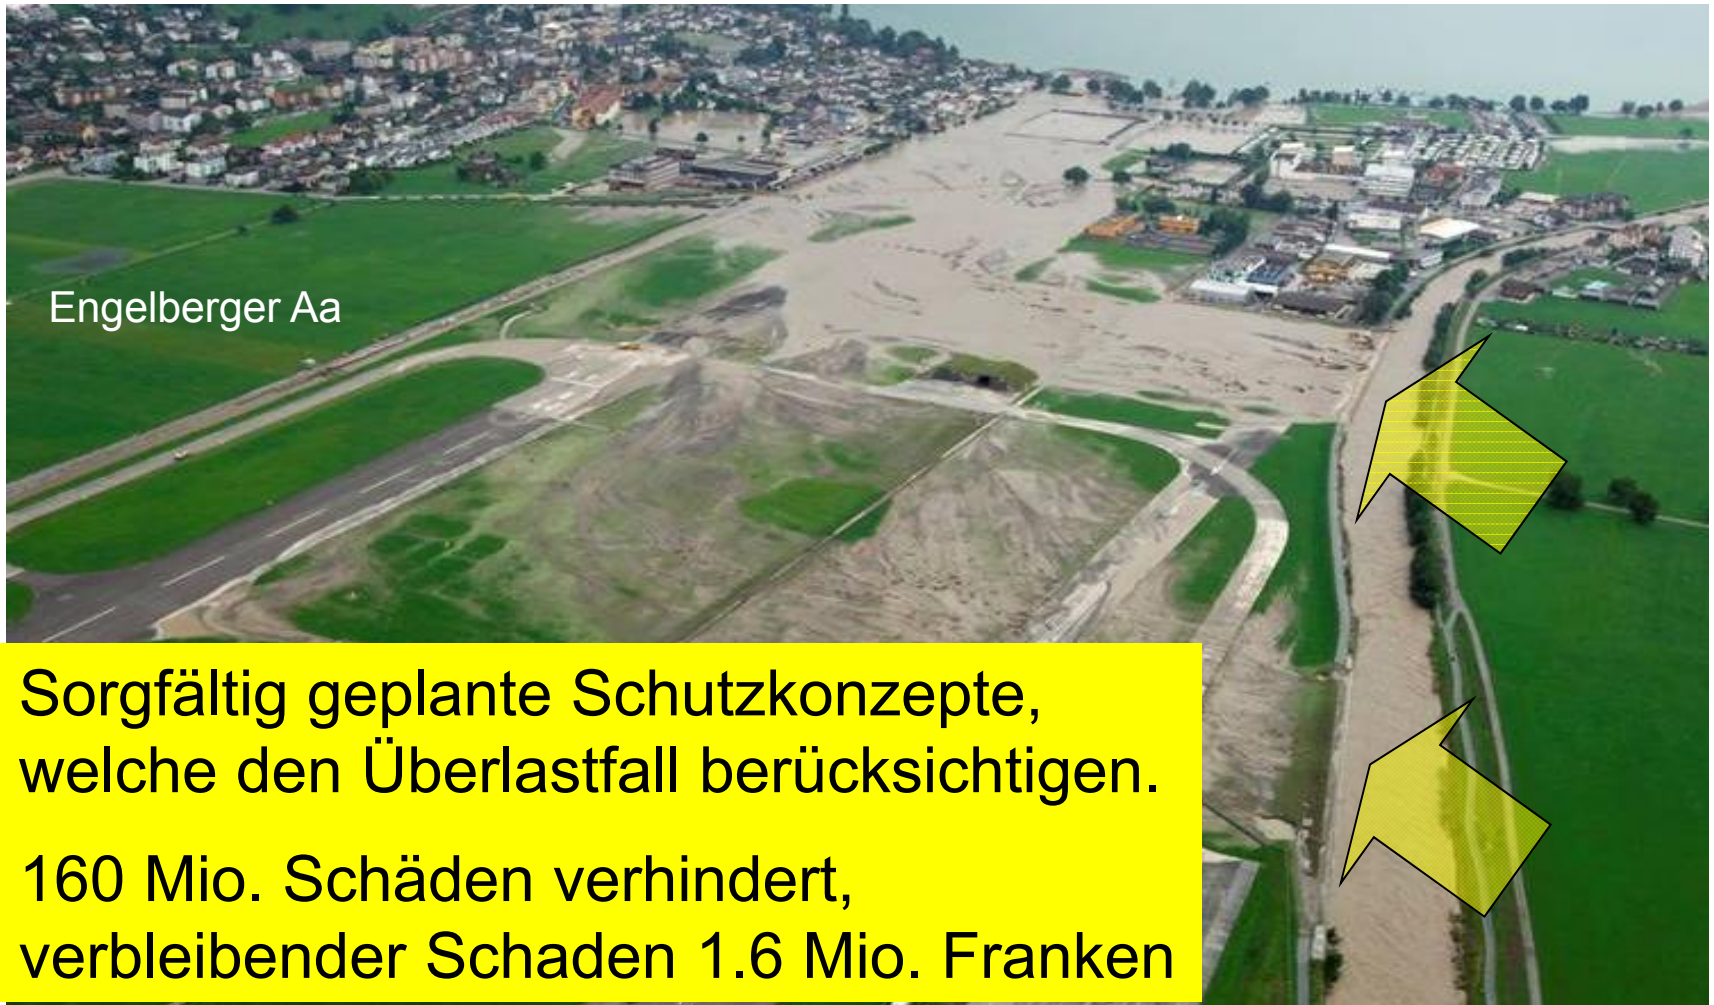 Engelberger Aa
Sorgfältig geplante Schutzkonzepte,
welche den Überlastfall berücksichtigen.
160 Mio. Schäden verhindert,
verbleibender Schaden 1.6 Mio. Franken